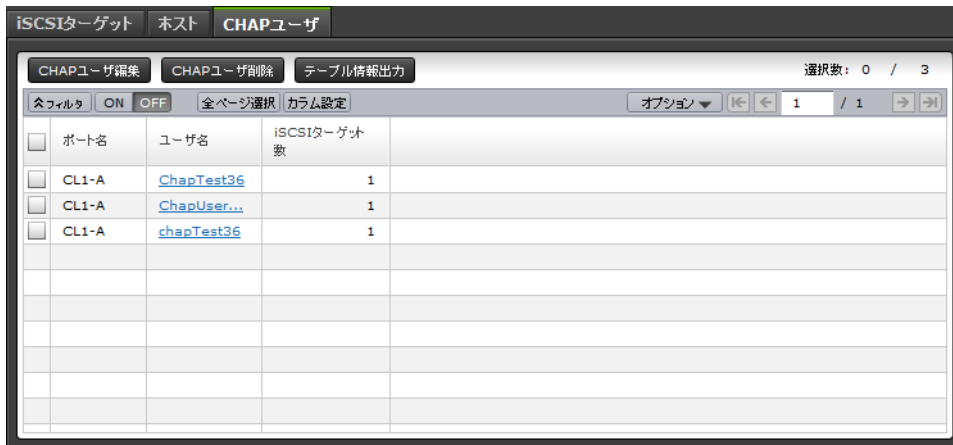 iSCSIターゲット ホスト CHAPユーザ
CHAPユーザ編集 CHAPユーザ削除 テーブル情報出力 選択数: 0 / 3
フィルタ ON OFF 全ページ選択 カラム設定 オプション 1 / 1
ポート名 ユーザ名 iSCSIターゲット
数
CL1-A ChapTest36 1
CL1-A ChapUser... 1
CL1-A chapTest36 1